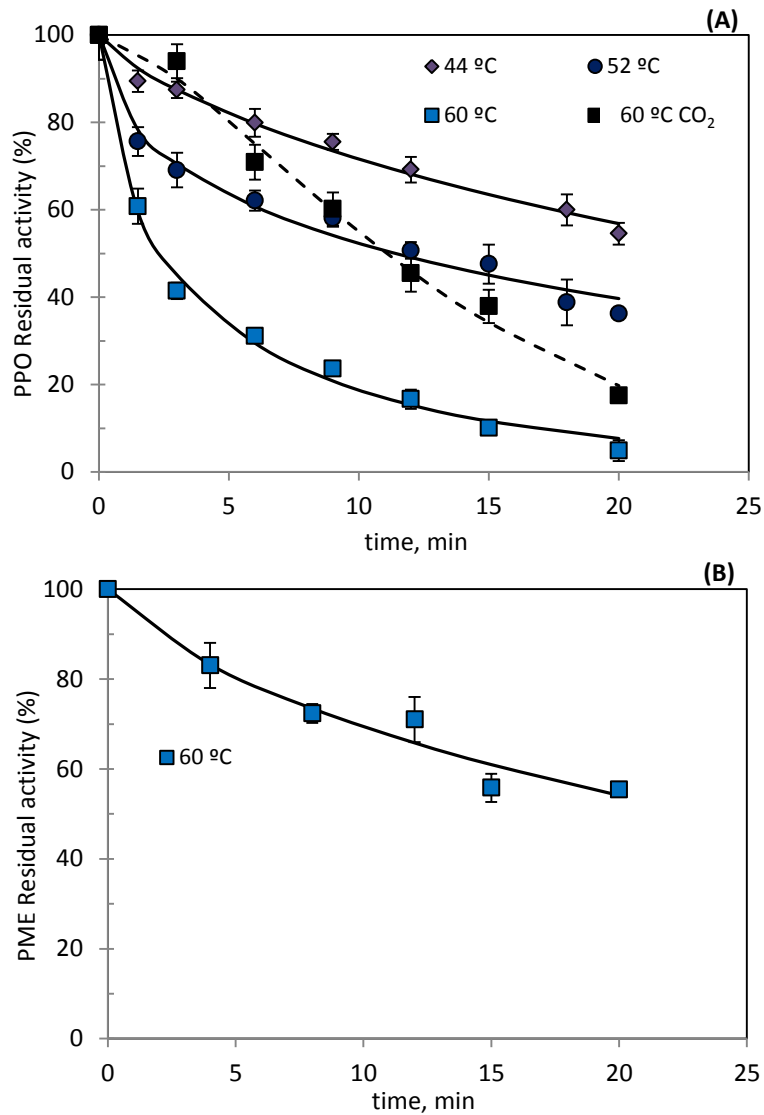 (A)
100
80
60
40
20
0
PPO Residual activity (%)
44 ºC
52 ºC
60 ºC
60 ºC CO₂
0 5 10 15 20 25
time, min
(B)
100
80
60
40
20
0
PME Residual activity (%)
60 ºC
0 5 10 15 20 25
time, min